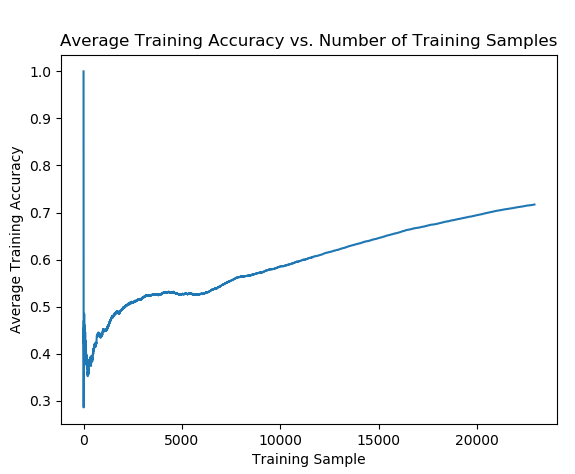 Average Training Accuracy vs. Number of Training Samples
1.0
0.9
0.8
0.7
0.6
0.5
0.4
0.3
Average Training Accuracy
0 5000 10000 15000 20000
Training Sample